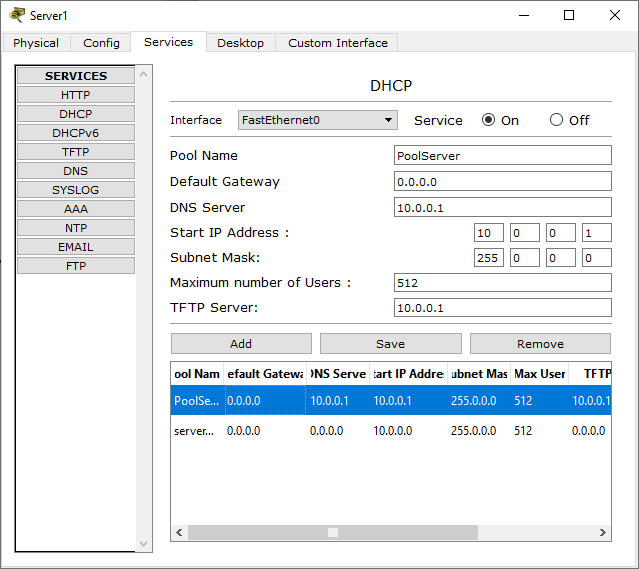 Server1
Physical Config Services Desktop Custom Interface
SERVICES
HTTP
DHCP
DHCPv6
TFTP
DNS
SYSLOG
AAA
NTP
EMAIL
FTP
DHCP
Interface FastEthernet0 Service On Off
Pool Name PoolServer
Default Gateway 0.0.0.0
DNS Server 10.0.0.1
Start IP Address : 10 0 0 1
Subnet Mask: 255 0 0 0
Maximum number of Users : 512
TFTP Server: 10.0.0.1
Add Save Remove
ool Nam efault Gatewa DNS Serve tart IP Addre ubnet Mas Max User TFTP
PoolSe... 0.0.0.0 10.0.0.1 10.0.0.1 255.0.0.0 512 10.0.0.1
server... 0.0.0.0 0.0.0.0 10.0.0.0 255.0.0.0 512 0.0.0.0